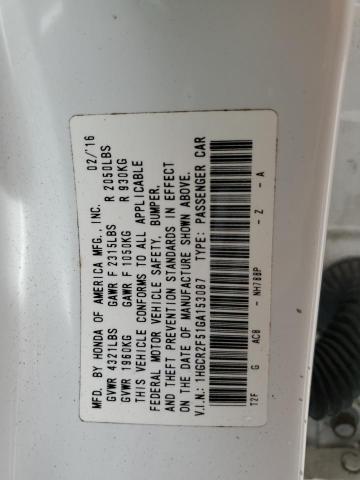 MFD. BY HONDA OF AMERICA MFG., INC. 02/'16
GVWR 4321LBS GAWR F 2315LBS R 2050LBS
GVWR 1960KG GAWR F 1050KG R 930KG
THIS VEHICLE CONFORMS TO ALL APPLICABLE
FEDERAL MOTOR VEHICLE SAFETY, BUMPER,
AND THEFT PREVENTION STANDARDS IN EFFECT
ON THE DATE OF MANUFACTURE SHOWN ABOVE.
V.I.N.: 1HGCR2F51GA153087 TYPE: PASSENGER CAR
T2F G AC8 - NH788P - Z - A